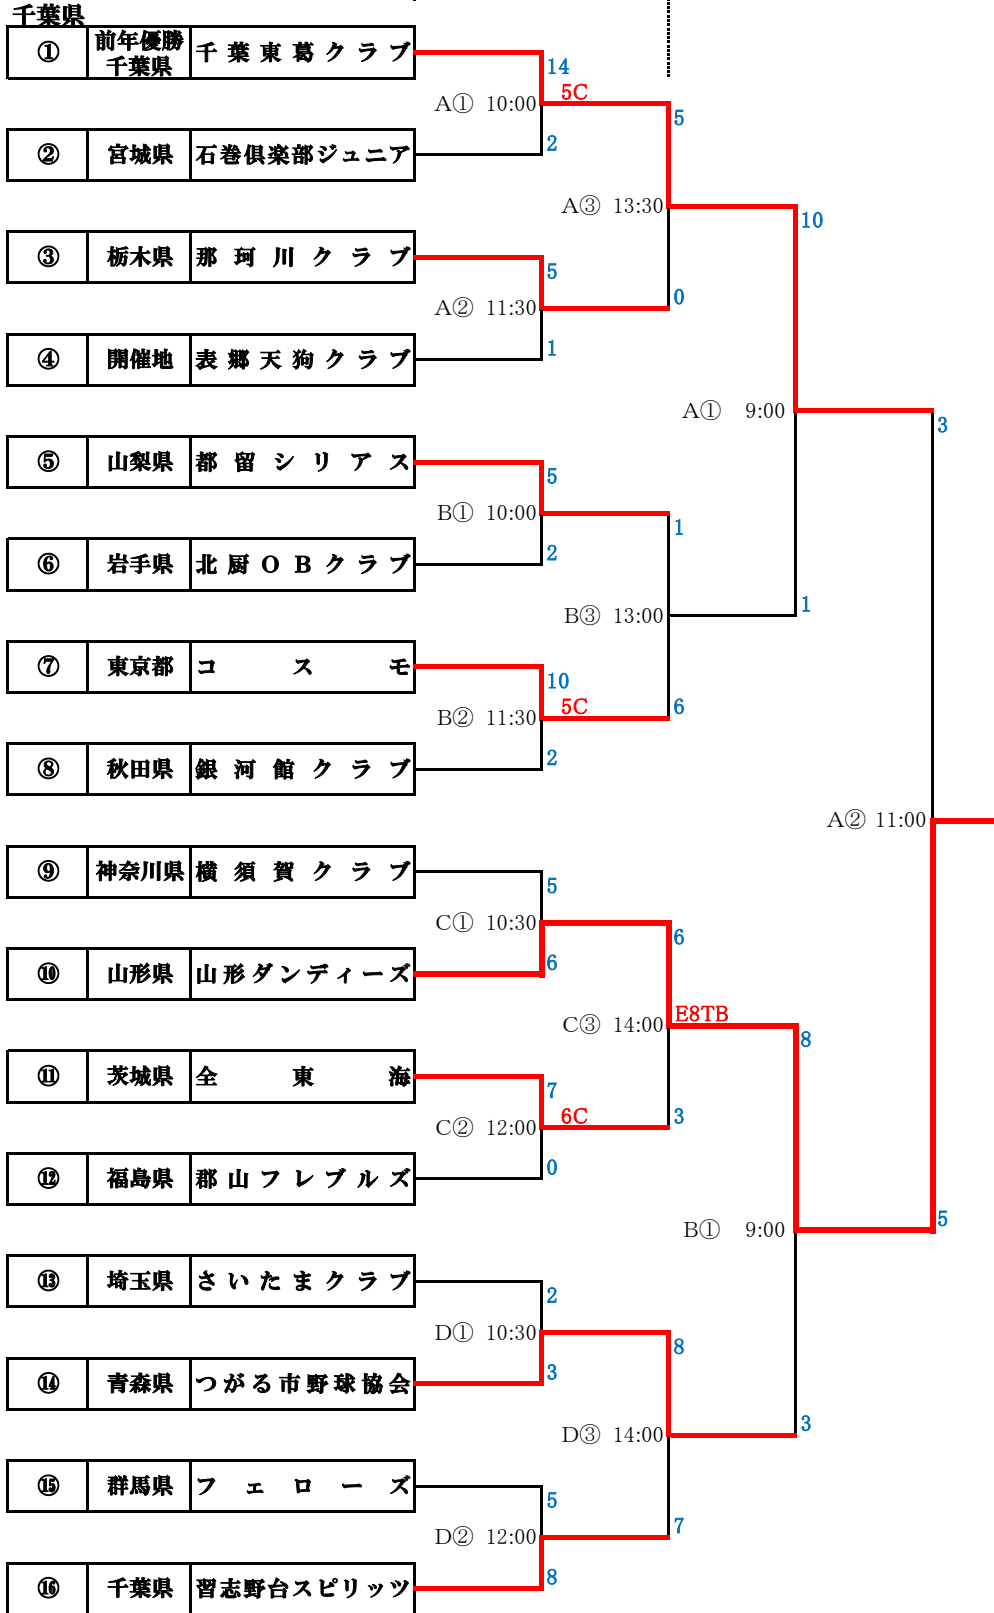 千葉県
① 前年優勝 千葉県 千葉東葛クラブ
14
A① 10:00 5C
5
② 宮城県 石巻倶楽部ジュニア
2
A③ 13:30
10
③ 栃木県 那珂川クラブ
5
0
A② 11:30
④ 開催地 表郷天狗クラブ
1
A① 9:00
3
⑤ 山梨県 都留シリアス
5
B① 10:00
1
⑥ 岩手県 北厨OBクラブ
2
B③ 13:00
1
⑦ 東京都 コスモ
10
B② 11:30 5C
6
⑧ 秋田県 銀河館クラブ
2
A② 11:00
⑨ 神奈川県 横須賀クラブ
5
C① 10:30
6
⑩ 山形県 山形ダンディーズ
6
C③ 14:00 E8TB
8
⑪ 茨城県 全東海
7
C② 12:00 6C
3
⑫ 福島県 郡山フレブルズ
0
B① 9:00
5
⑬ 埼玉県 さいたまクラブ
2
D① 10:30
8
⑭ 青森県 つがる市野球協会
3
D③ 14:00
3
⑮ 群馬県 フェローズ
5
D② 12:00
7
⑯ 千葉県 習志野台スピリッツ
8